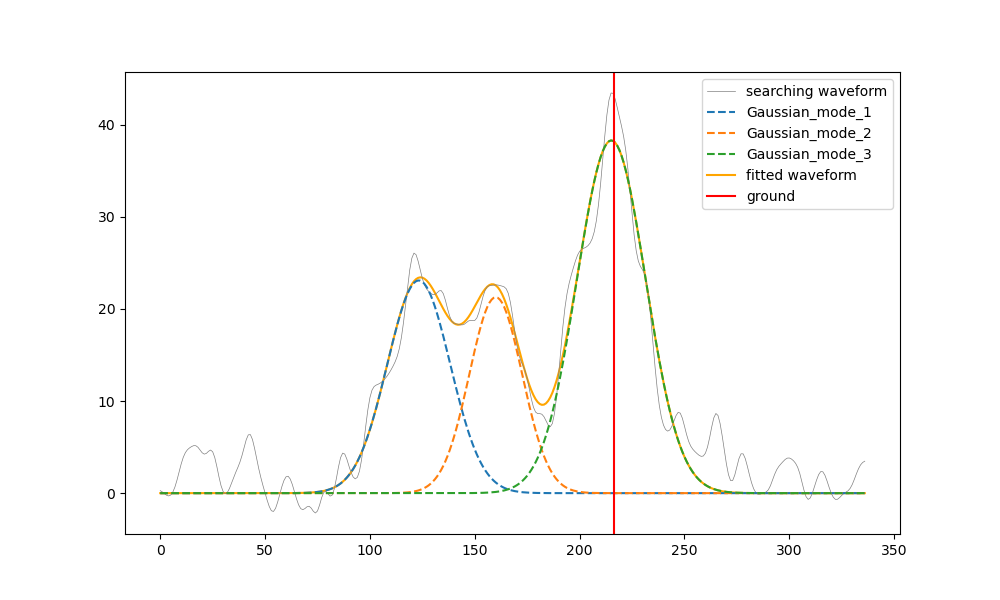 searching waveform
Gaussian_mode_1
Gaussian_mode_2
Gaussian_mode_3
fitted waveform
ground
40
30
20
10
0
0 50 100 150 200 250 300 350